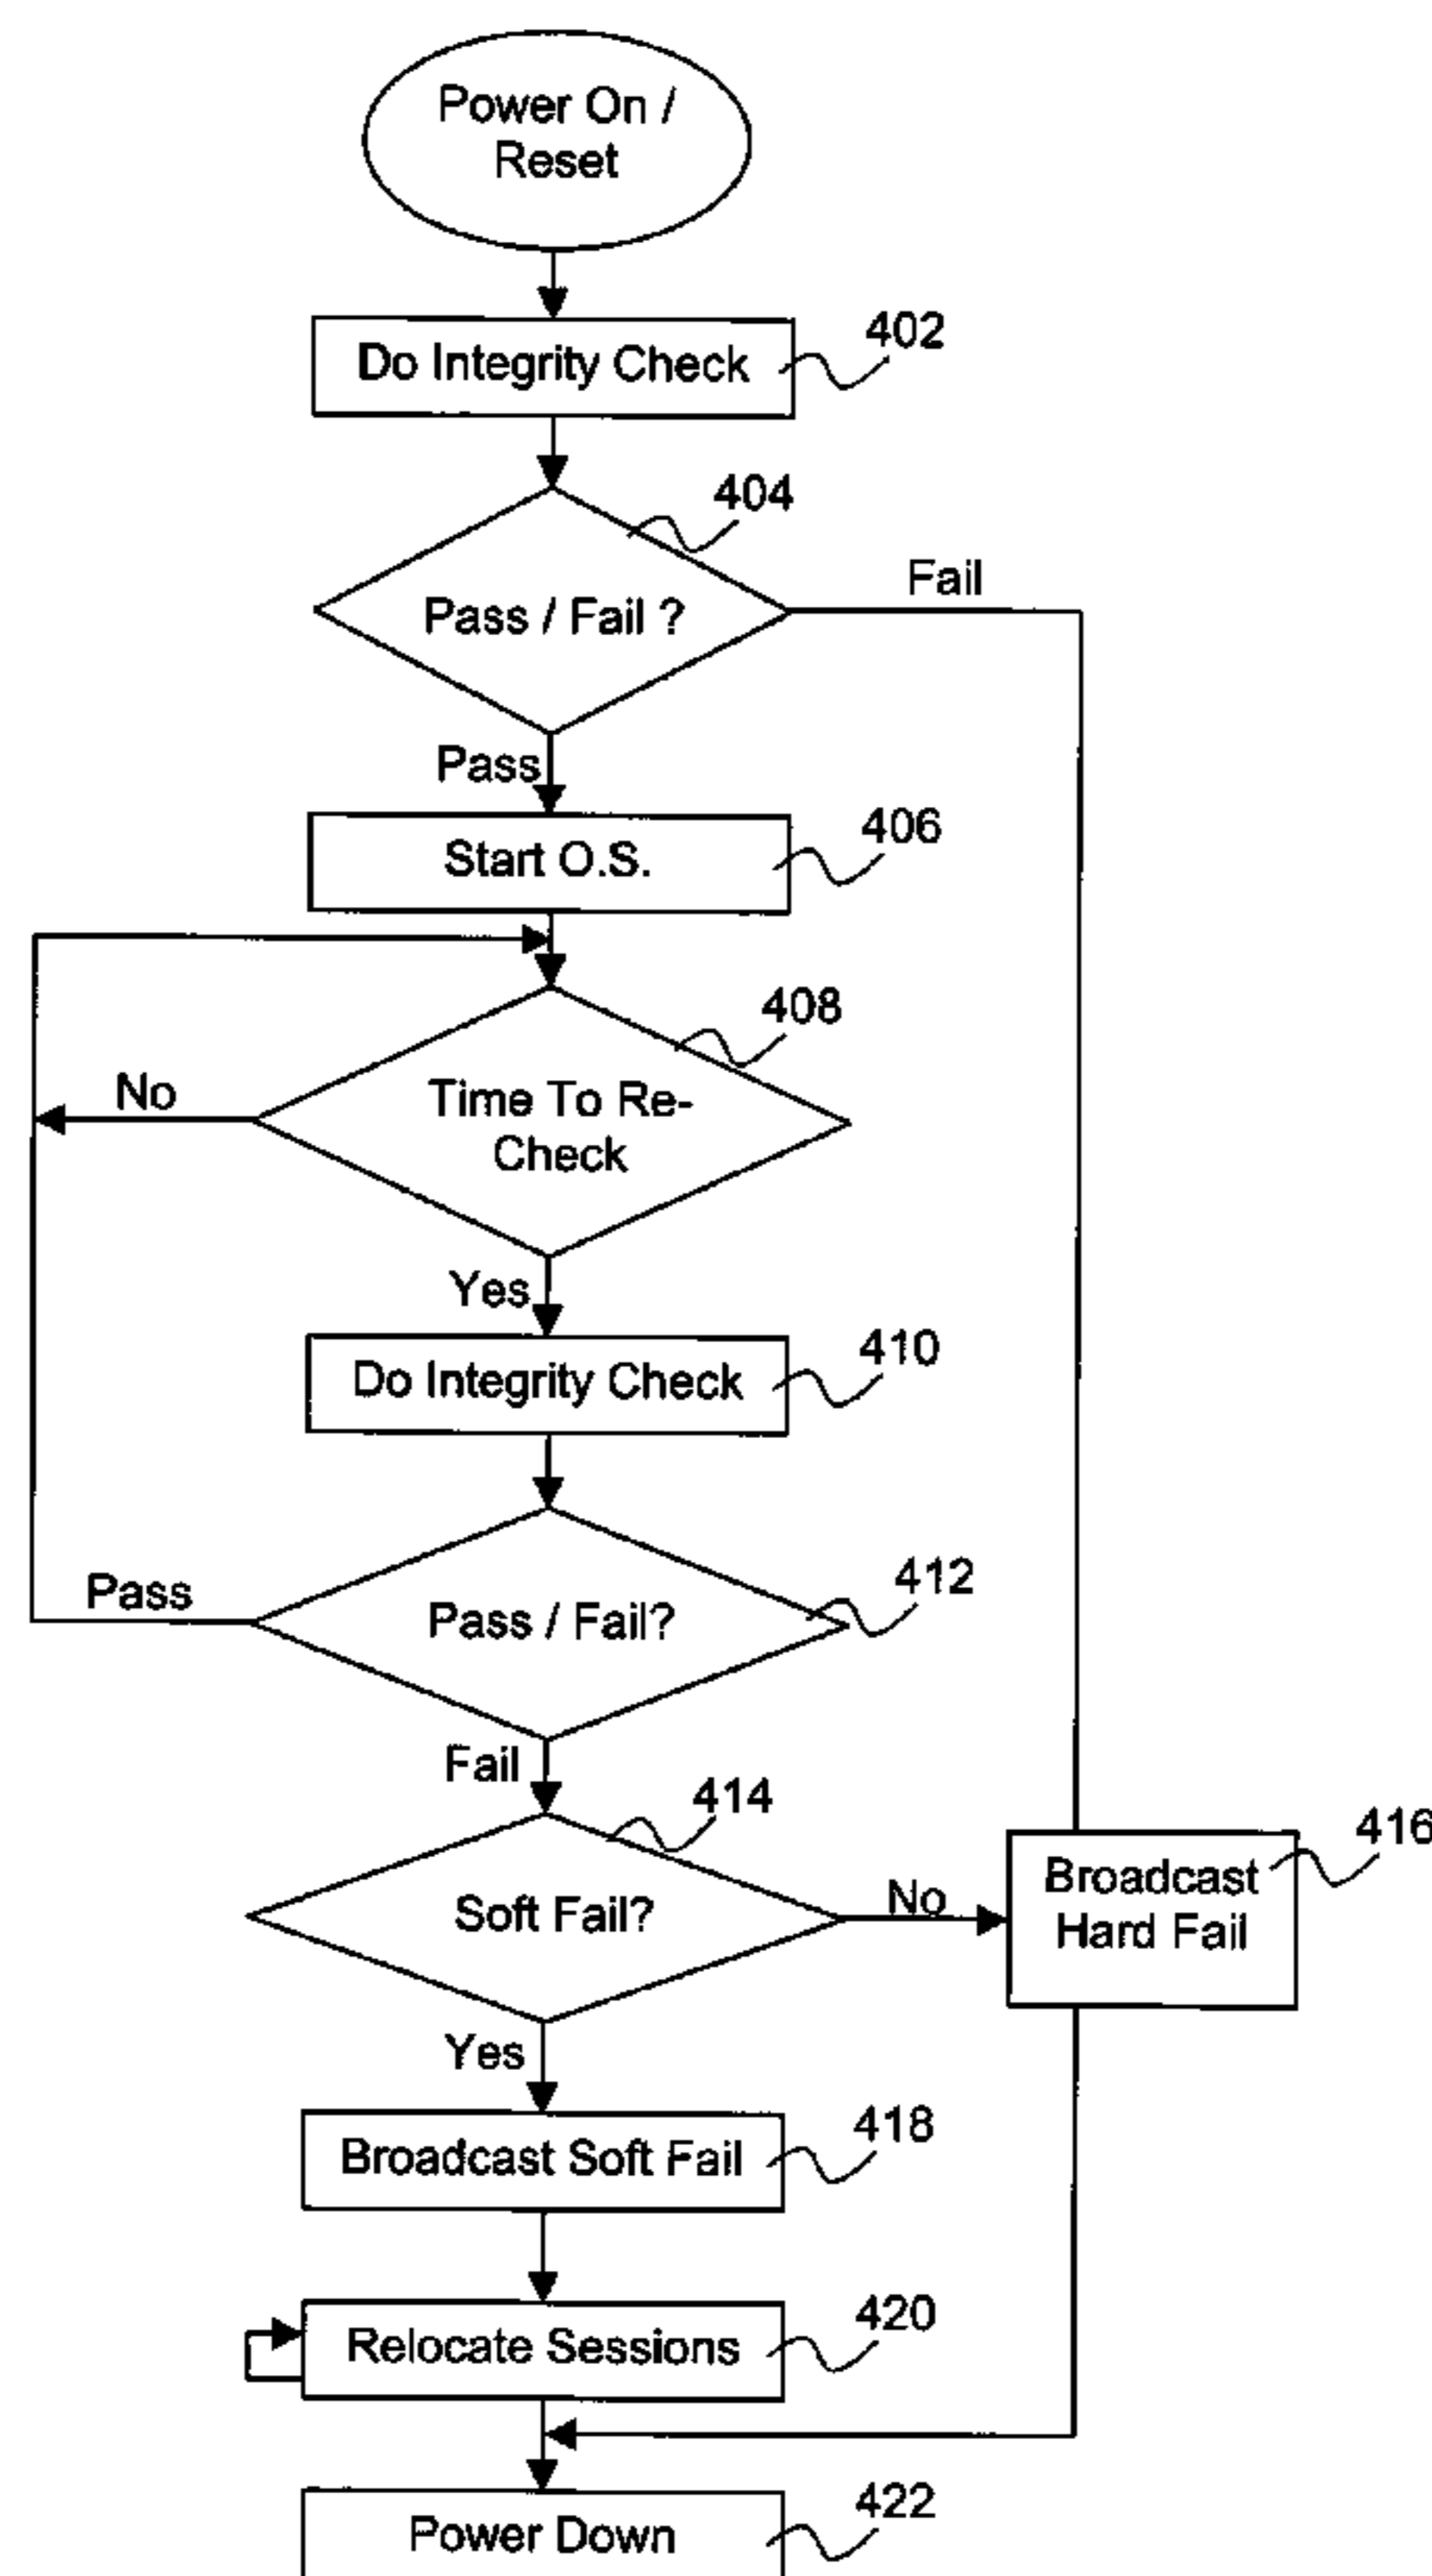 Power On /
Reset
Do Integrity Check
402
404
Pass / Fail ?
Fail
Pass
Start O.S.
406
408
No
Time To Re-
Check
Yes
Do Integrity Check
410
Pass
Pass / Fail?
412
Fail
414
Soft Fail?
No
Broadcast
Hard Fail
416
Yes
Broadcast Soft Fail
418
Relocate Sessions
420
Power Down
422